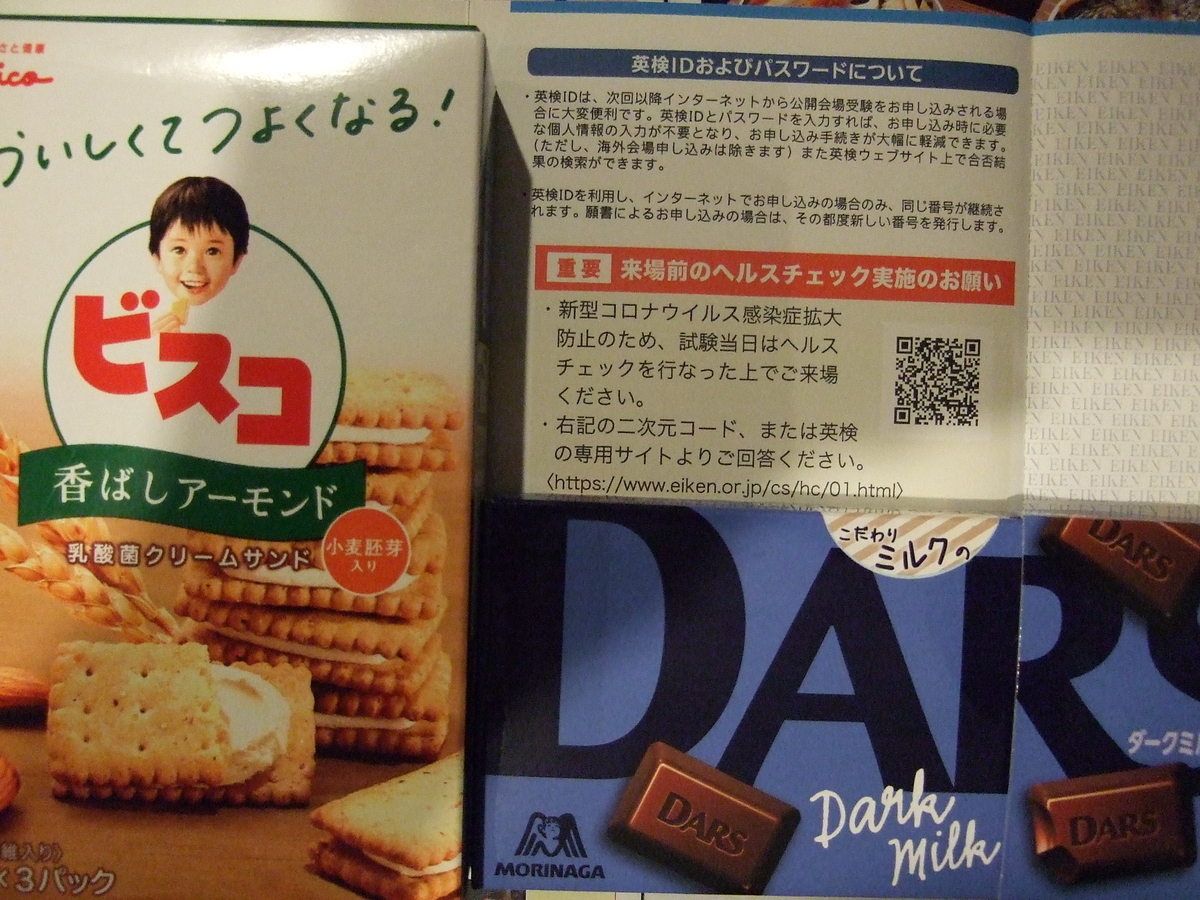 さと健康
ico
ういしくてつよくなる!
ビスコ
香ばしアーモンド
乳酸菌クリームサンド
小麦胚芽
入り
維入り〉
×3パック
英検IDおよびパスワードについて
・英検IDは、次回以降インターネットから公開会場受験をお申し込みされる場
合に大変便利です。英検IDとパスワードを入力すれば、お申し込み時に必要
な個人情報の入力が不要となり、お申し込み手続きが大幅に軽減できます。
(ただし、海外会場申し込みは除きます)また英検ウェブサイト上で合否結
果の検索ができます。
・英検IDを利用し、インターネットでお申し込みの場合のみ、同じ番号が継続さ
れます。願書によるお申し込みの場合は、その都度新しい番号を発行します。
重要 来場前のヘルスチェック実施のお願い
・新型コロナウイルス感染症拡大
防止のため、試験当日はヘルス
チェックを行なった上でご来場
ください。
・右記の二次元コード、または英検
の専用サイトよりご回答ください。
〈https://www.eiken.or.jp/cs/hc/01.html〉
EIKEN EIKEN EIKEN
こだわり
ミルクの
DARS
DARS
DARS
DARS
ダークミル
Dark
Milk
MORINAGA